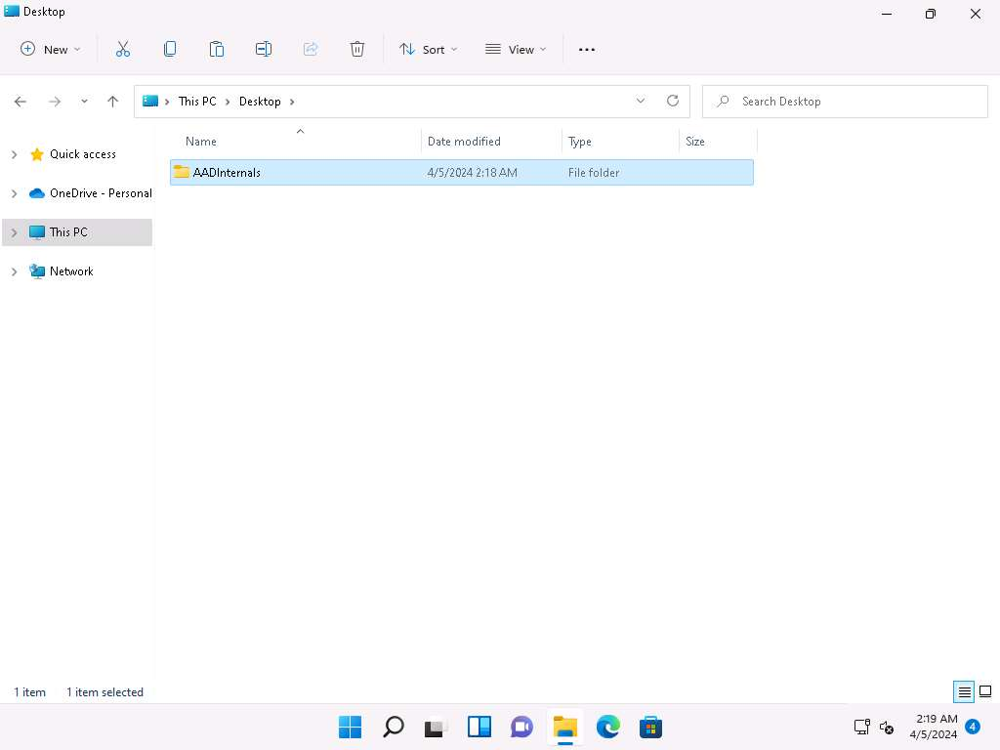 Desktop
New
Sort
View
This PC
Desktop
Search Desktop
Name
Date modified
Type
Size
Quick access
AADInternals
4/5/2024 2:18 AM
File folder
OneDrive - Personal
This PC
Network
1 item
1 item selected
2:19 AM
4/5/2024
4